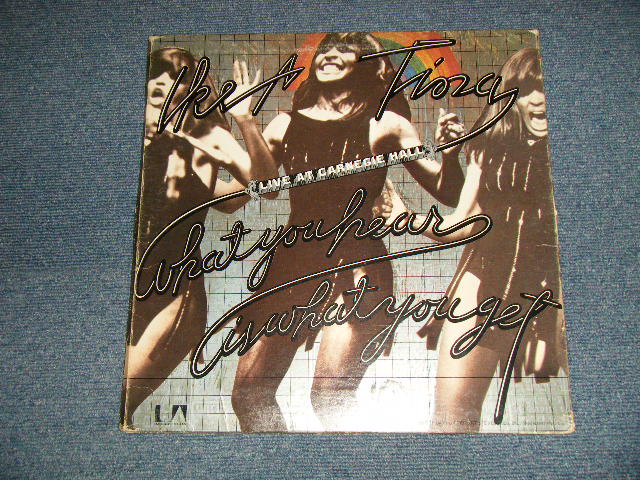 Ike & Tina
LIVE AT CARNEGIE HALL
what you hear
is what you get
UA